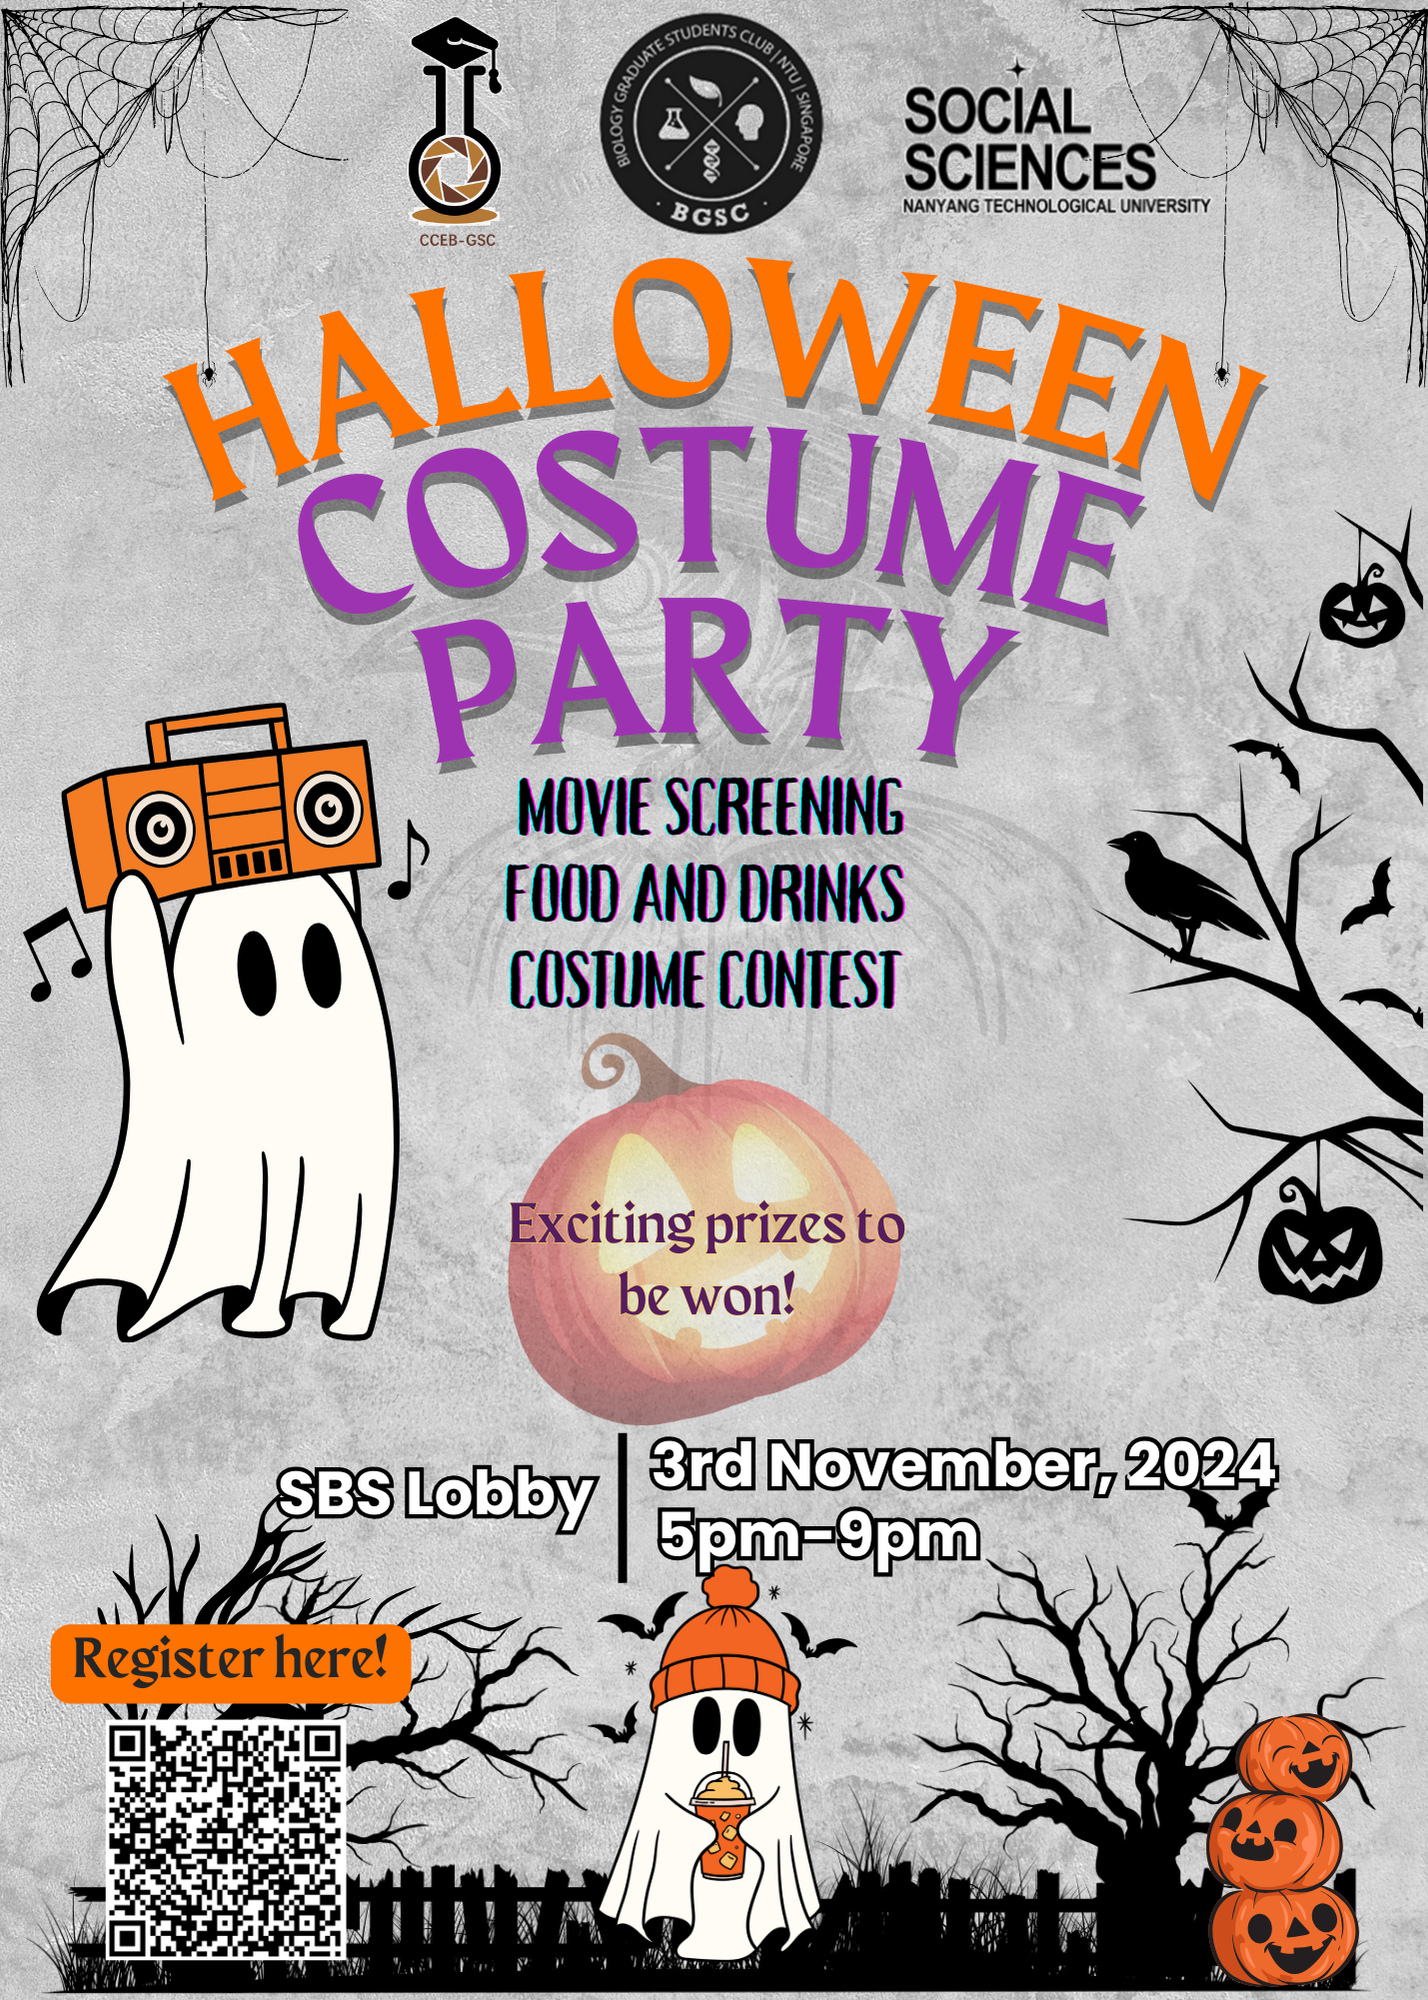 CCEB-GSC
BIOLOGY GRADUATE STUDENTS CLUB | NTU | SINGAPORE
· BGSC ·
SOCIAL
SCIENCES
NANYANG TECHNOLOGICAL UNIVERSITY
HALLOWEEN
COSTUME
PARTY
MOVIE SCREENING
FOOD AND DRINKS
COSTUME CONTEST
Exciting prizes to
be won!
SBS Lobby
3rd November, 2024
5pm-9pm
Register here!